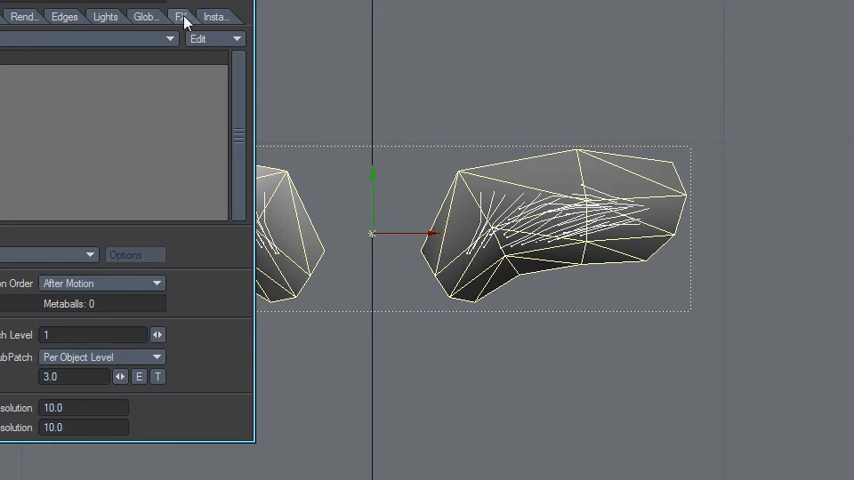 Rend... Edges Lights Glob... FX Insta...
Edit
Options
on Order After Motion
Metaballs: 0
ch Level 1
ubPatch Per Object Level
3.0 E T
solution 10.0
solution 10.0